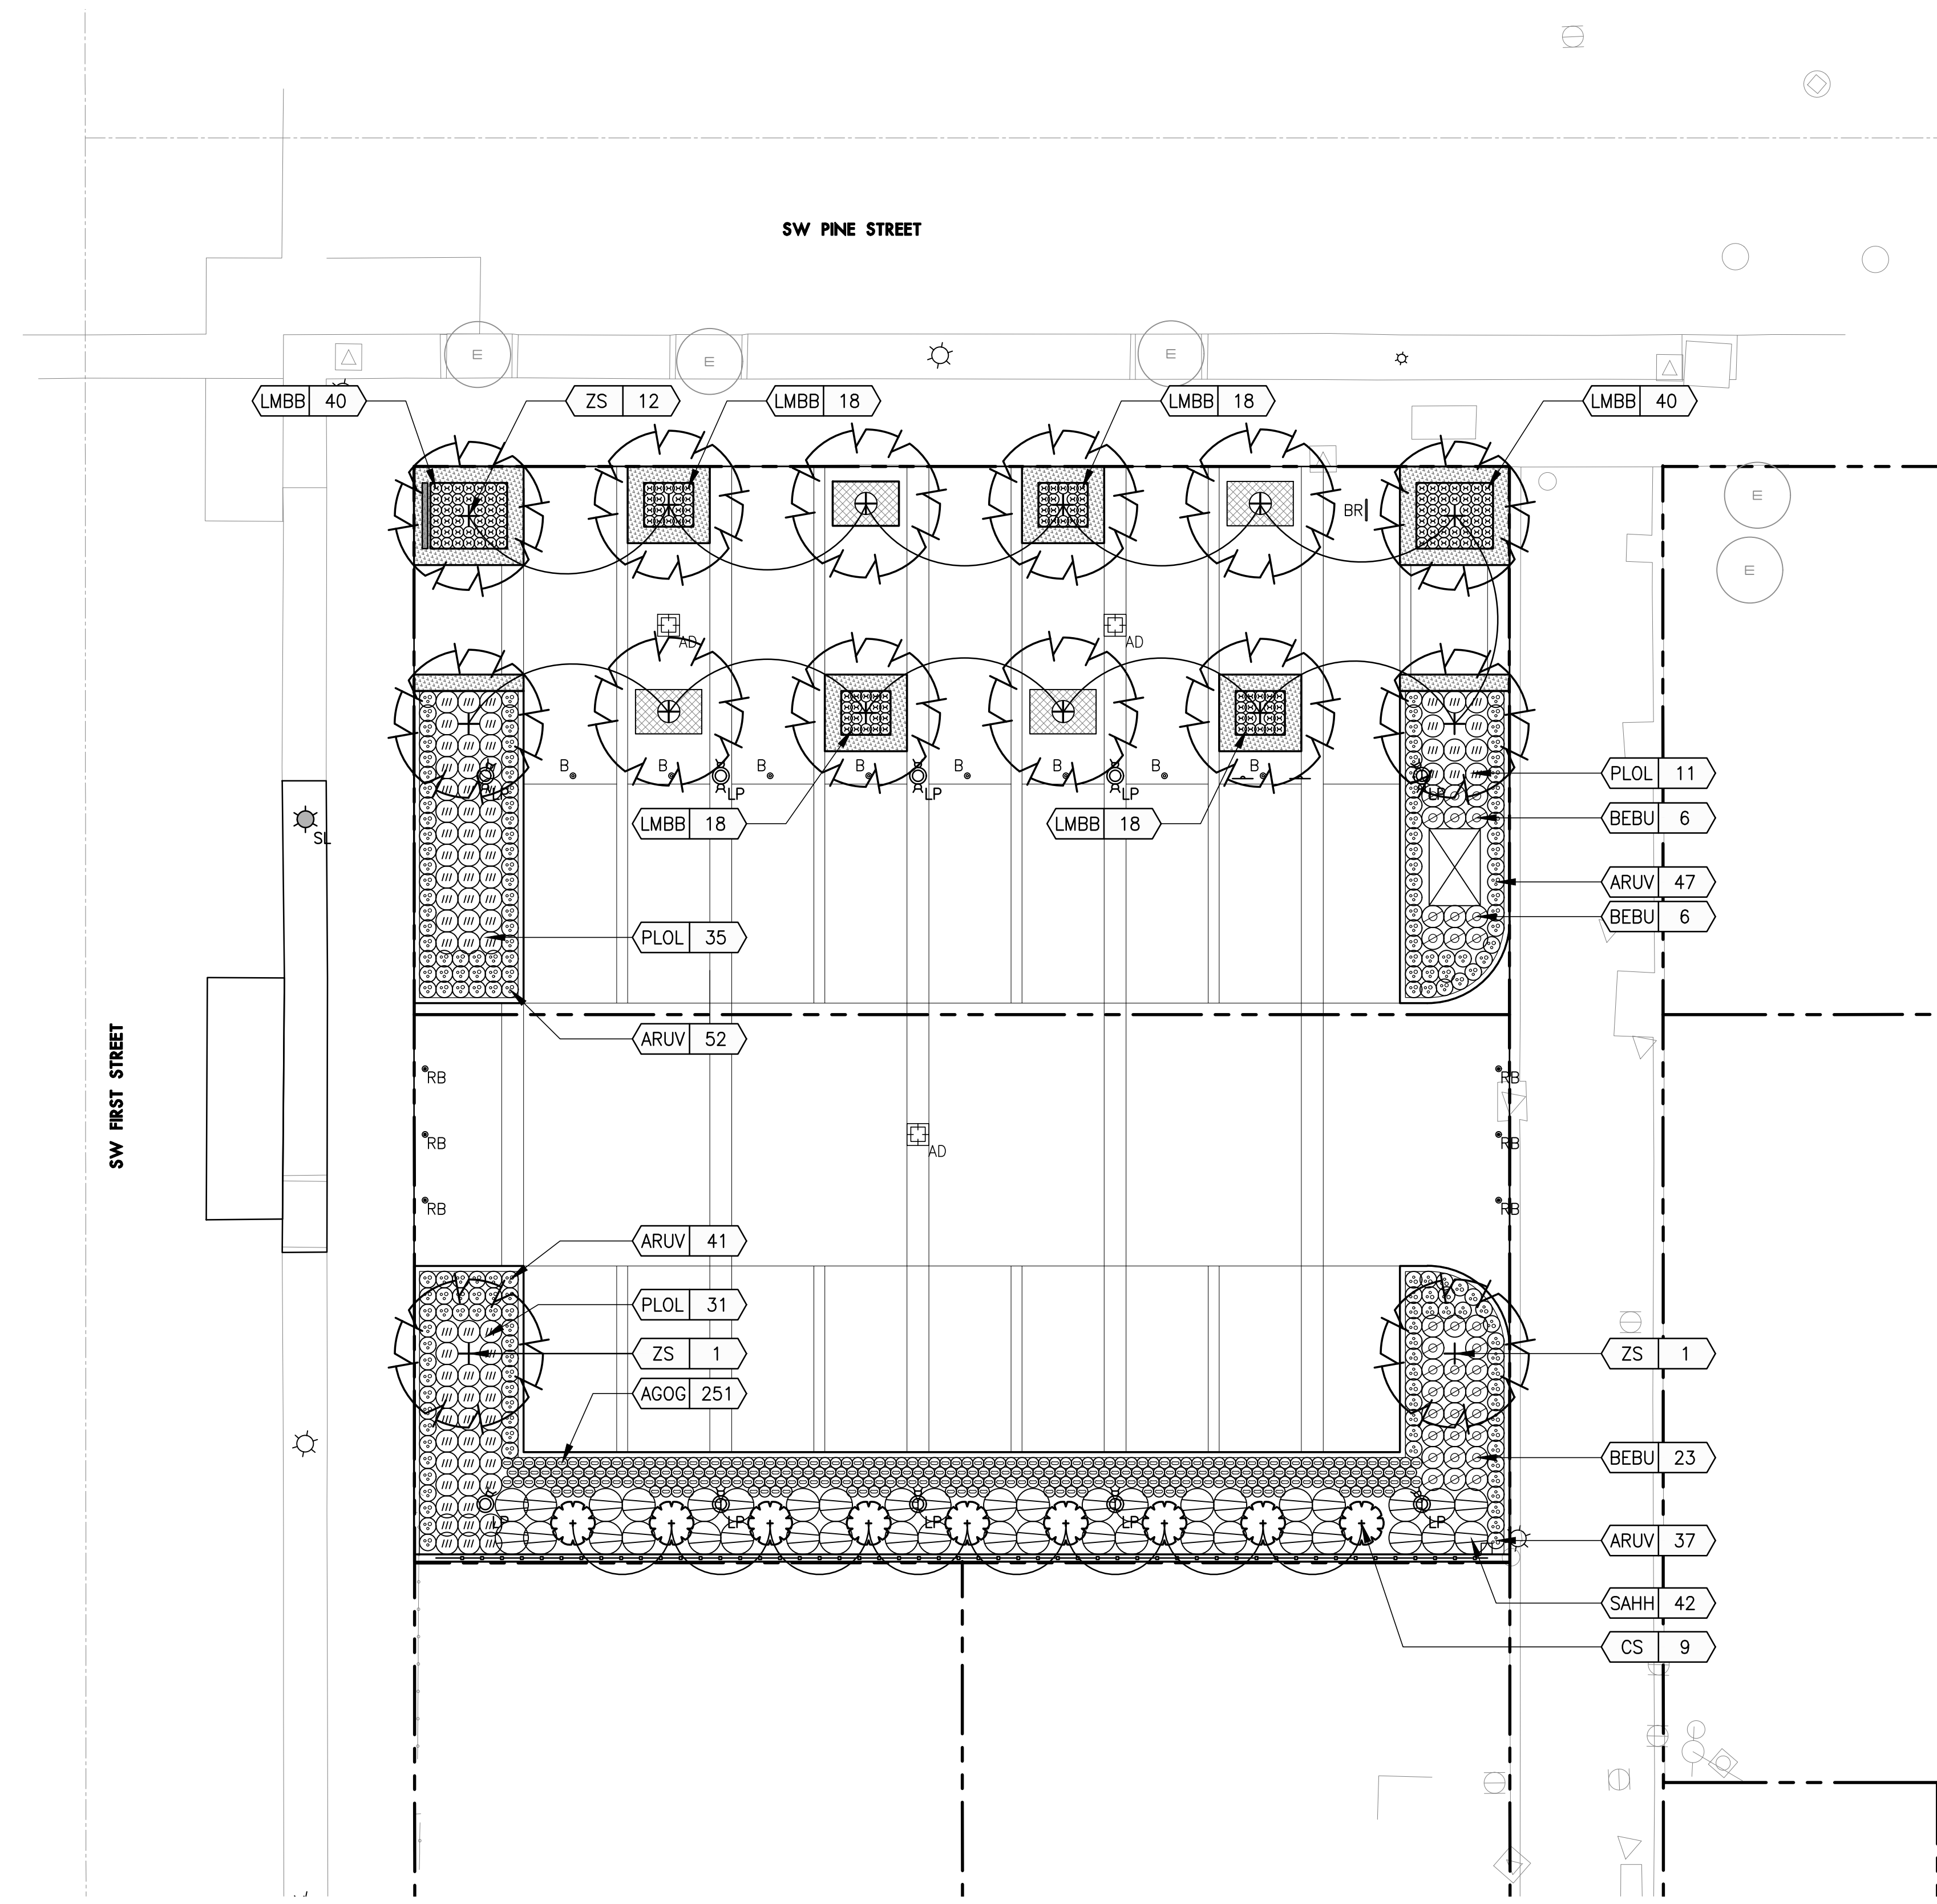 SW PINE STREET
E
E
E
LMBB 40
ZS 12
LMBB 18
LMBB 18
LMBB 40
E
BR
E
AD
AD
B
B
B
B
B
B
B
B
LP
LP
LP
LP
LP
PLOL 11
LMBB 18
LMBB 18
BEBU 6
SL
ARUV 47
BEBU 6
PLOL 35
ARUV 52
SW FIRST STREET
RB
RB
RB
RB
AD
RB
RB
ARUV 41
PLOL 31
ZS 1
ZS 1
AGOG 251
BEBU 23
LP
LP
LP
LP
LP
ARUV 37
SAHH 42
CS 9